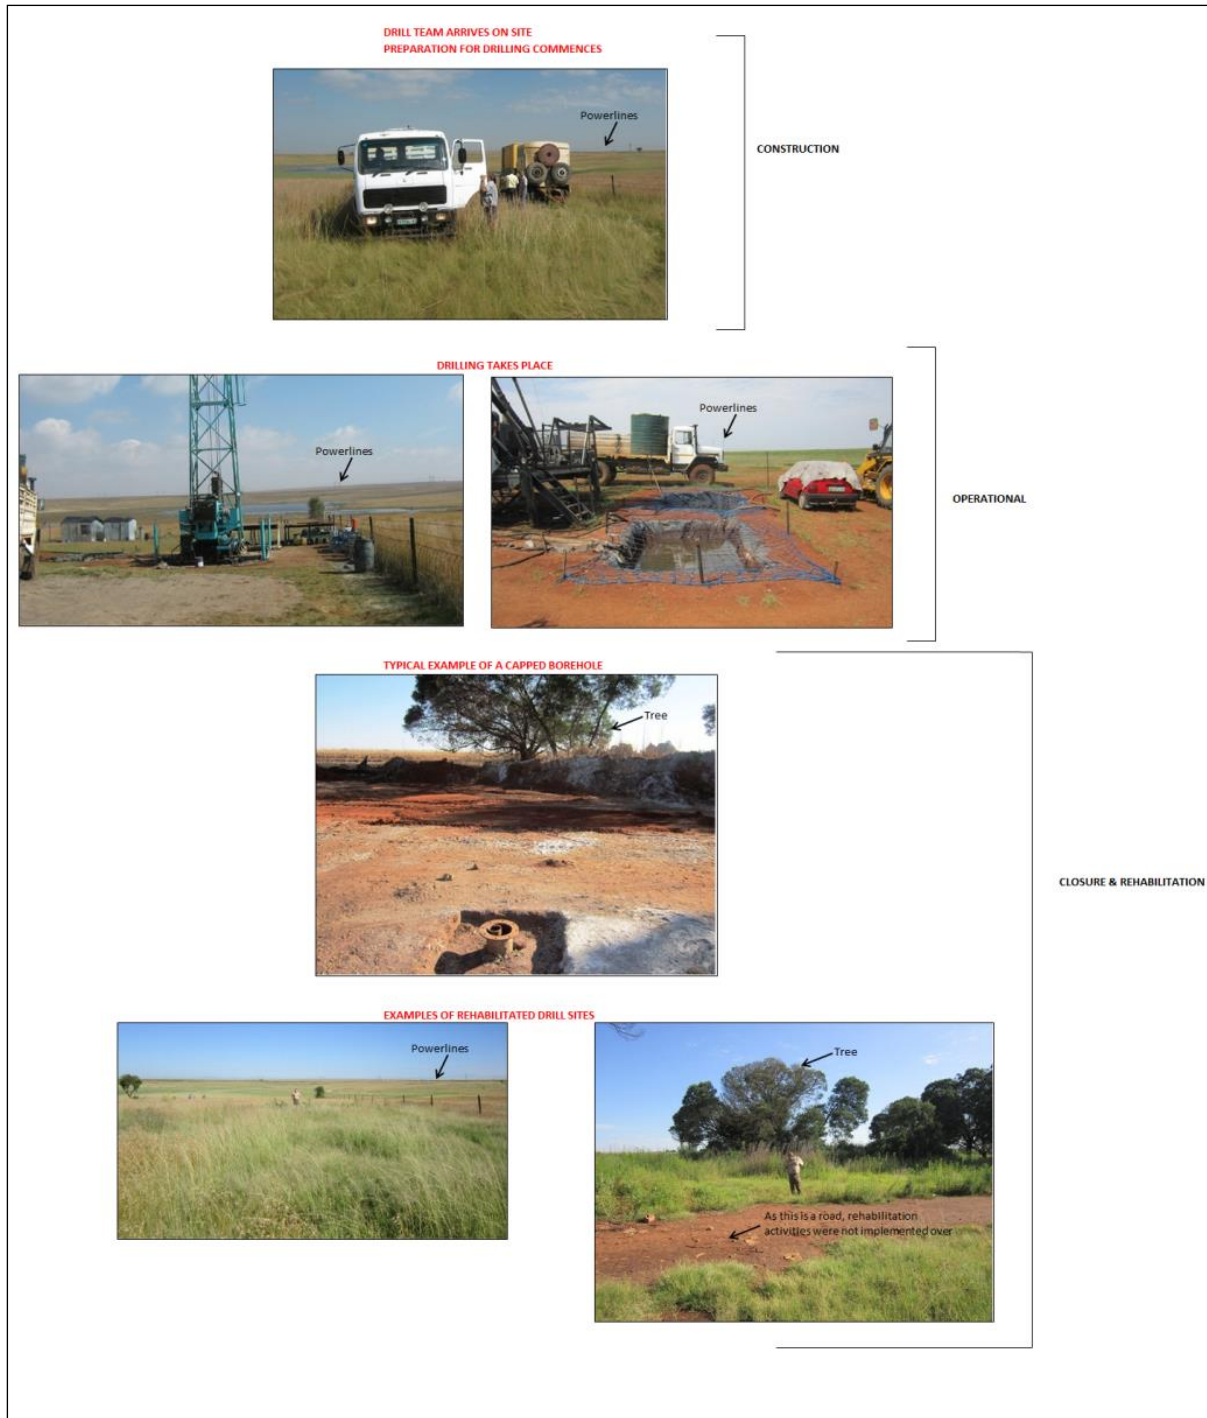 DRILL TEAM ARRIVES ON SITE
PREPARATION FOR DRILLING COMMENCES
Powerlines
CONSTRUCTION
DRILLING TAKES PLACE
Powerlines
Powerlines
OPERATIONAL
TYPICAL EXAMPLE OF A CAPPED BOREHOLE
Tree
CLOSURE & REHABILITATION
EXAMPLES OF REHABILITATED DRILL SITES
Powerlines
Tree
As this is a road, rehabilitation
activities were not implemented over